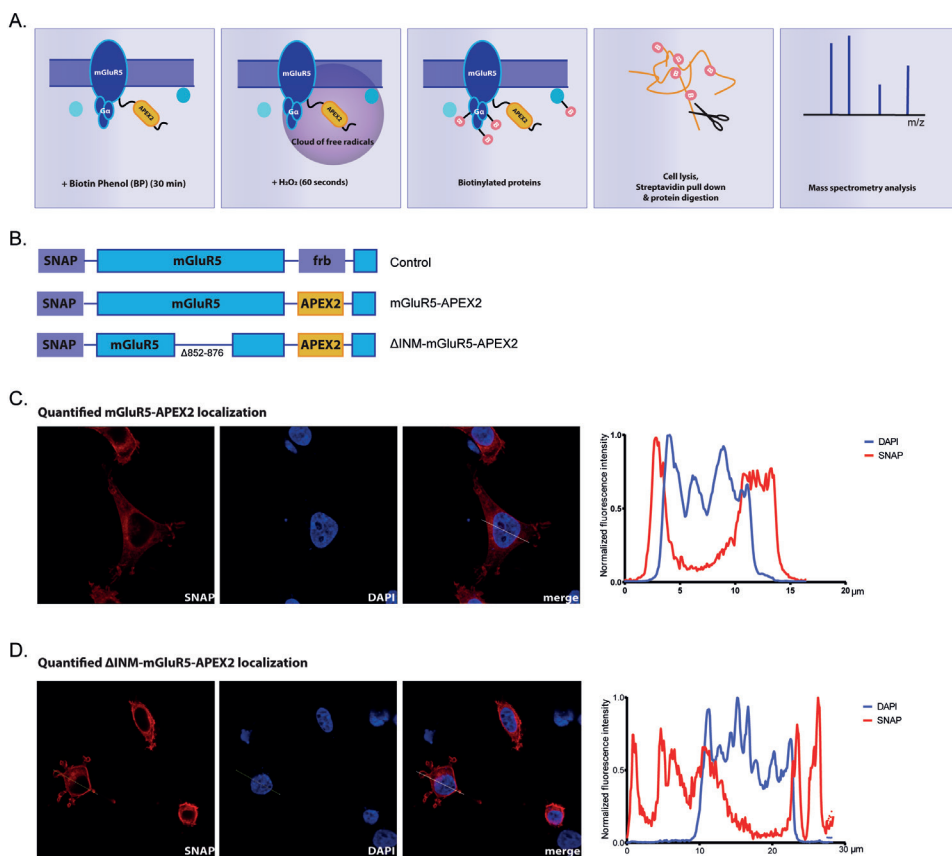 A.
mGluR5
Gα
APEX2
+ Biotin Phenol (BP) (30 min)
mGluR5
Gα
APEX2
Cloud of free radicals
+ H₂O₂ (60 seconds)
mGluR5
Gα
APEX2
B
B
B
B
Biotinylated proteins
B
B
B
B
B
Cell lysis,
Streptavidin pull down
& protein digestion
m/z
Mass spectrometry analysis
B.
SNAP mGluR5 frb Control
SNAP mGluR5 APEX2 mGluR5-APEX2
SNAP mGluR5 Δ852-876 APEX2 ΔINM-mGluR5-APEX2
C.
Quantified mGluR5-APEX2 localization
SNAP
DAPI
merge
Normalized fluorescence intensity
1.0
0.5
0.0
0 5 10 15 20 µm
DAPI
SNAP
D.
Quantified ΔINM-mGluR5-APEX2 localization
SNAP
DAPI
merge
Normalized fluorescence intensity
1.0
0.5
0.0
0 10 20 30 µm
DAPI
SNAP